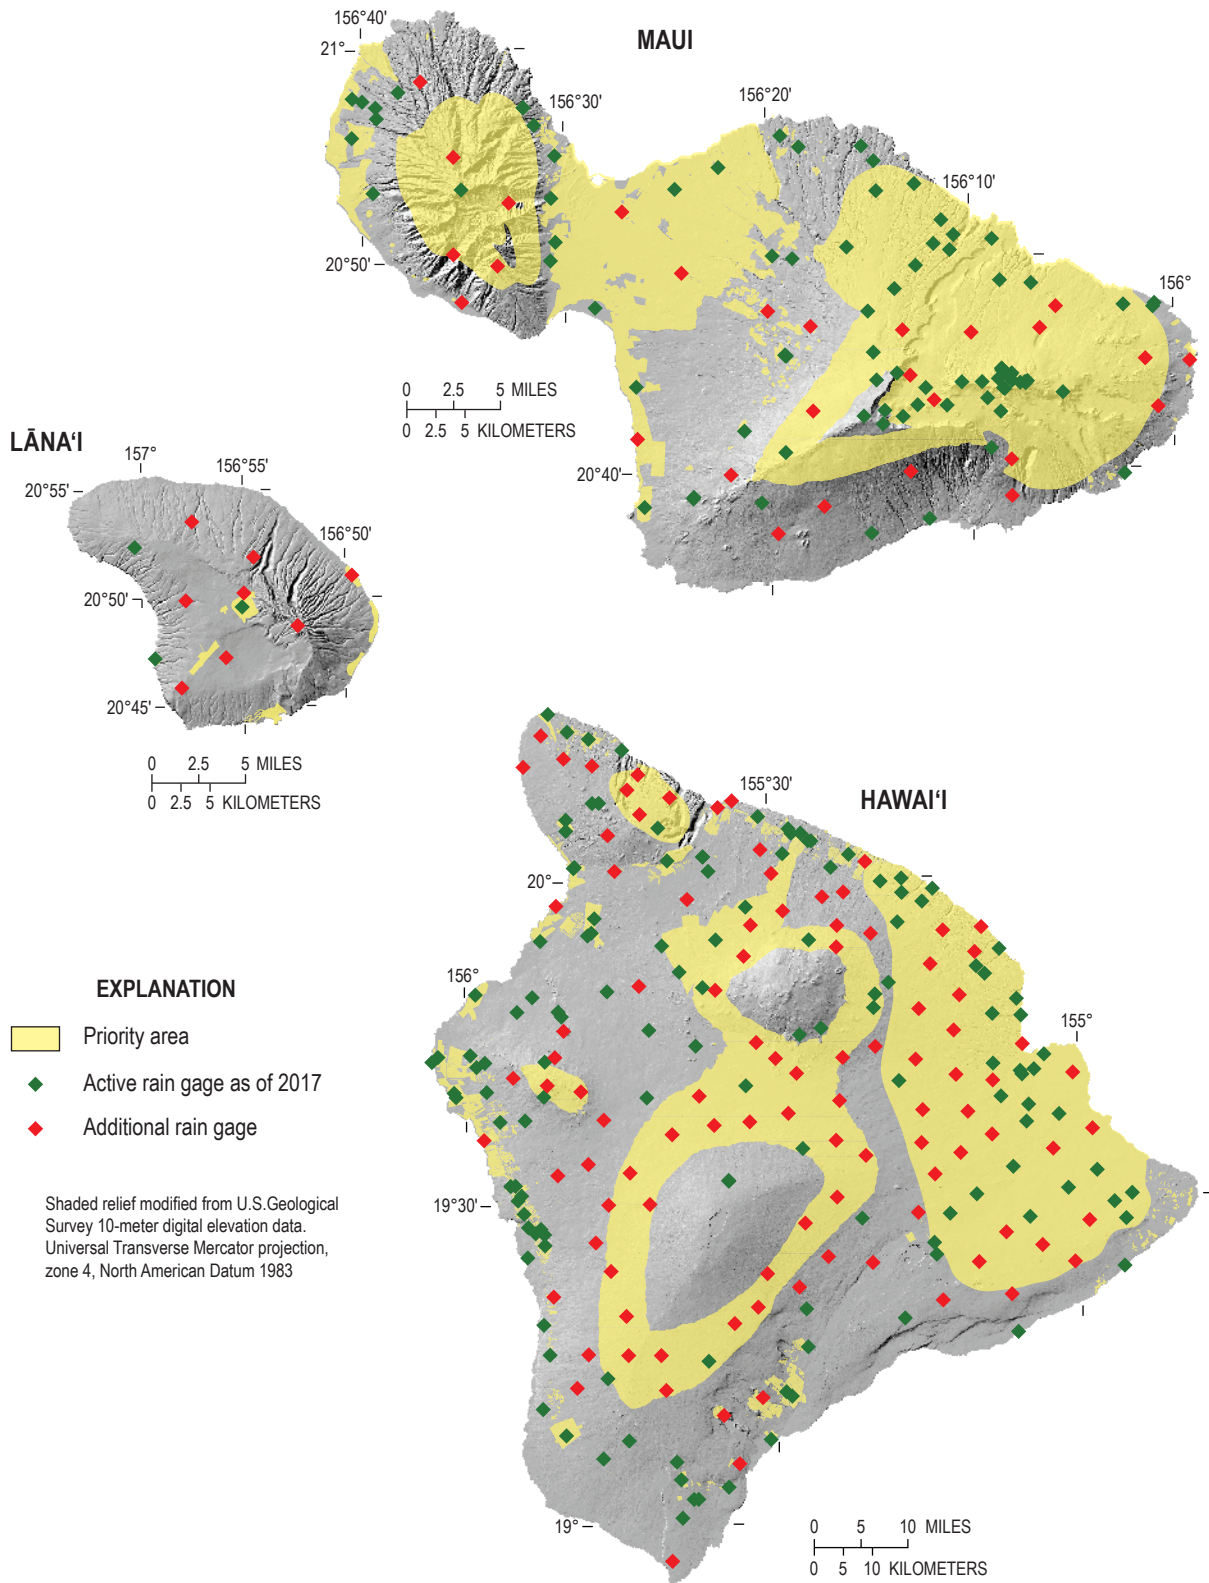 MAUI
156°40'
21°
156°30'
156°20'
156°10'
20°50'
156°
0 2.5 5 MILES
0 2.5 5 KILOMETERS
20°40'
LĀNA‘I
157°
156°55'
20°55'
156°50'
20°50'
20°45'
0 2.5 5 MILES
0 2.5 5 KILOMETERS
HAWAI‘I
155°30'
20°
156°
155°
19°30'
19°
0 5 10 MILES
0 5 10 KILOMETERS
EXPLANATION
Priority area
Active rain gage as of 2017
Additional rain gage
Shaded relief modified from U.S.Geological
Survey 10-meter digital elevation data.
Universal Transverse Mercator projection,
zone 4, North American Datum 1983